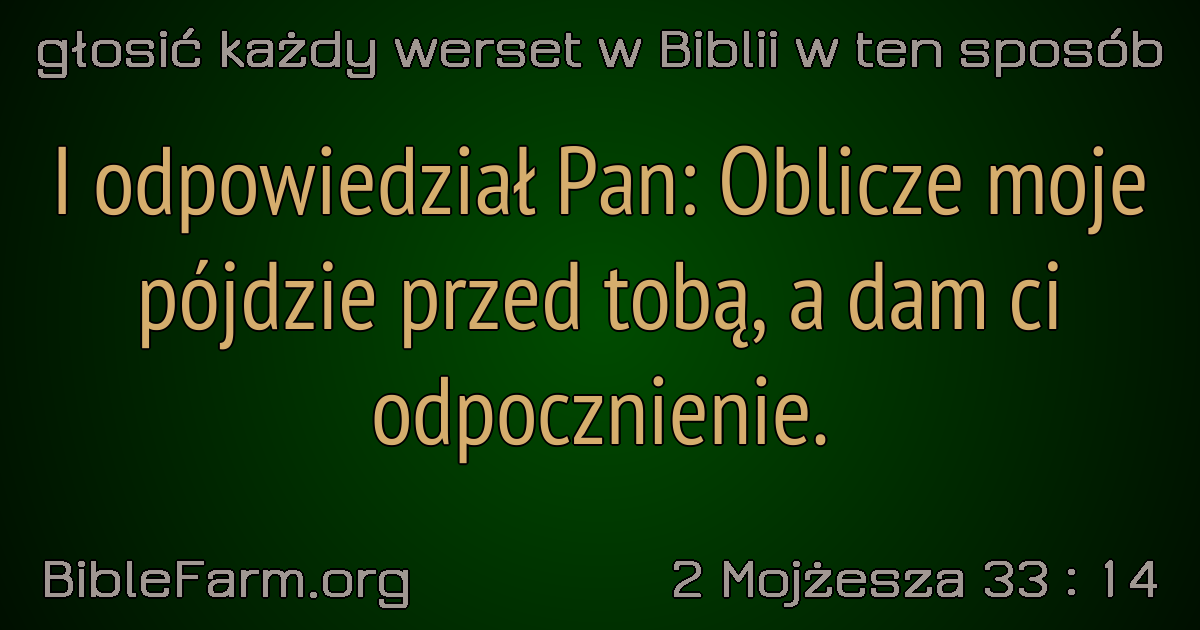 głosić każdy werset w Biblii w ten sposób
I odpowiedział Pan: Oblicze moje
pójdzie przed tobą, a dam ci
odpocznienie.
BibleFarm.org
2 Mojżesza 33 : 14